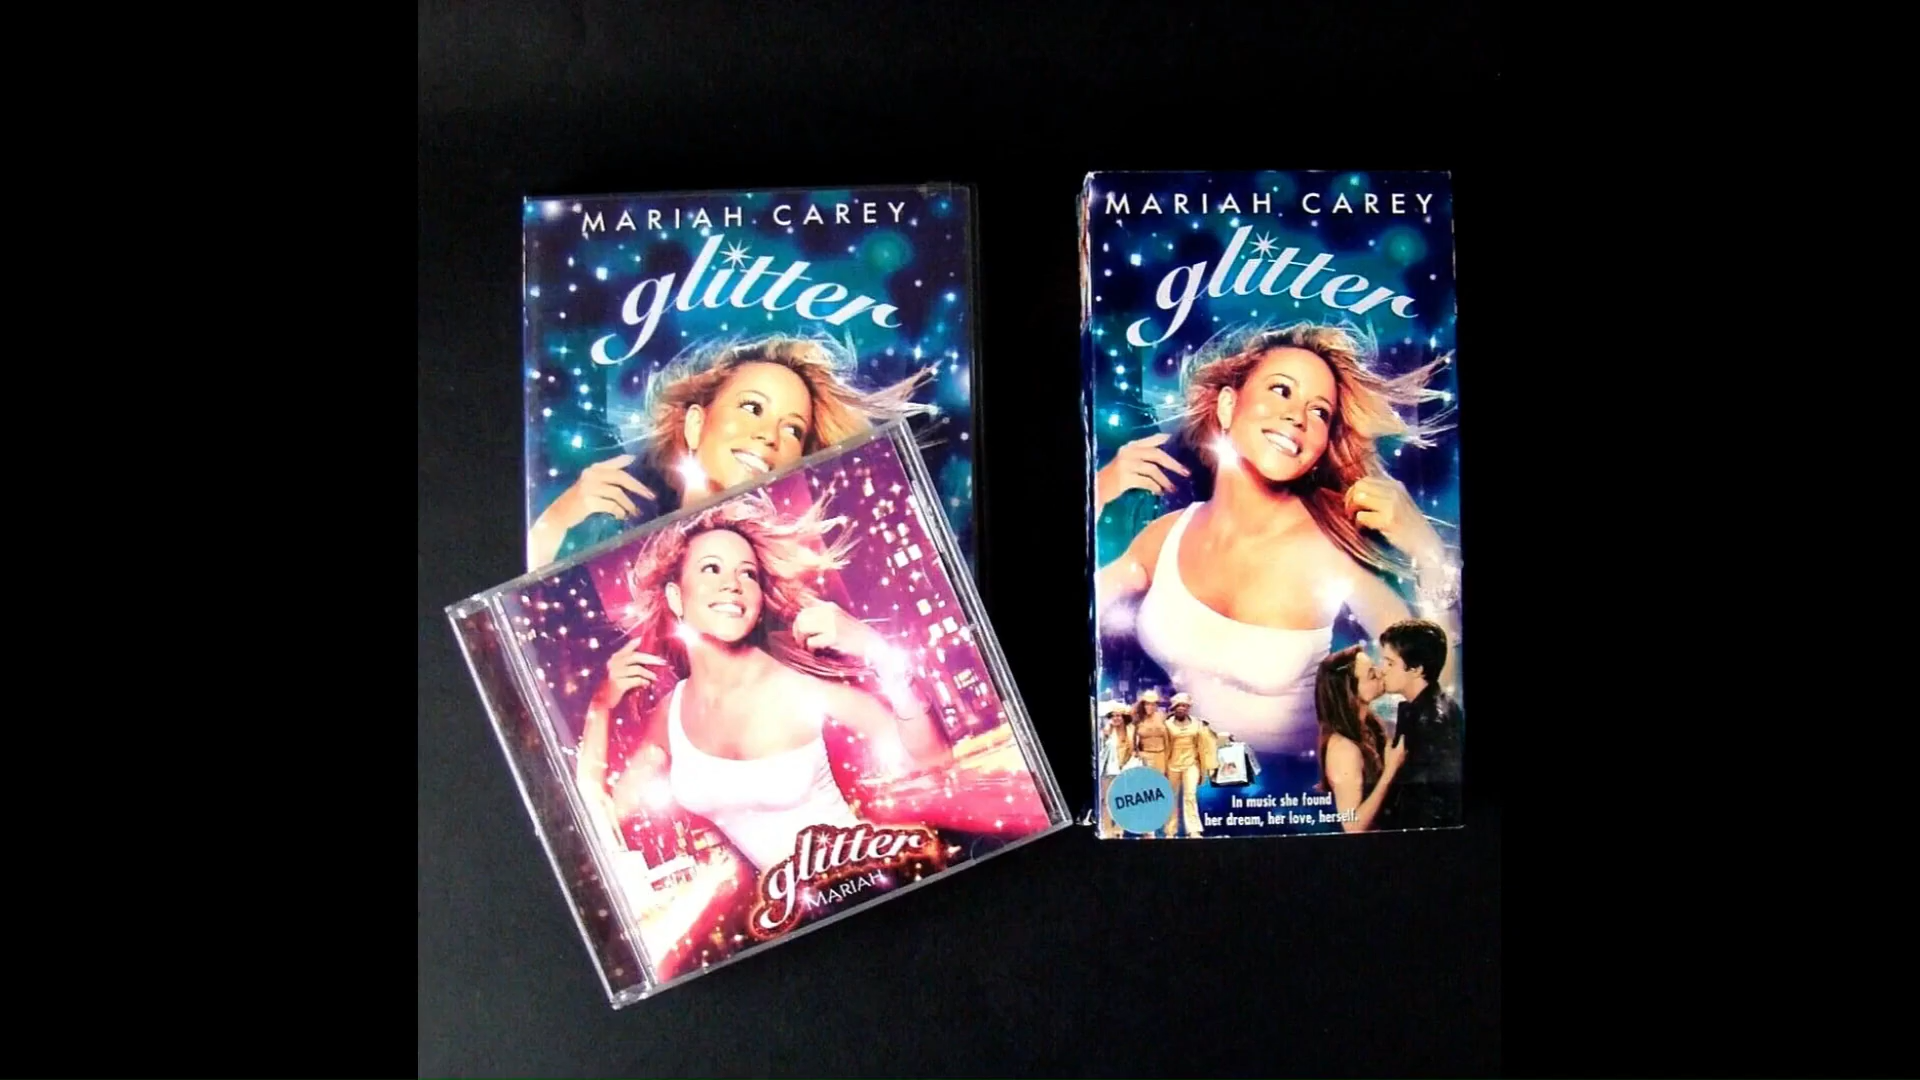 MARIAH CAREY
glitter
glitter
MARIAH
MARIAH CAREY
glitter
DRAMA
In music she found
her dream, her love, herself.